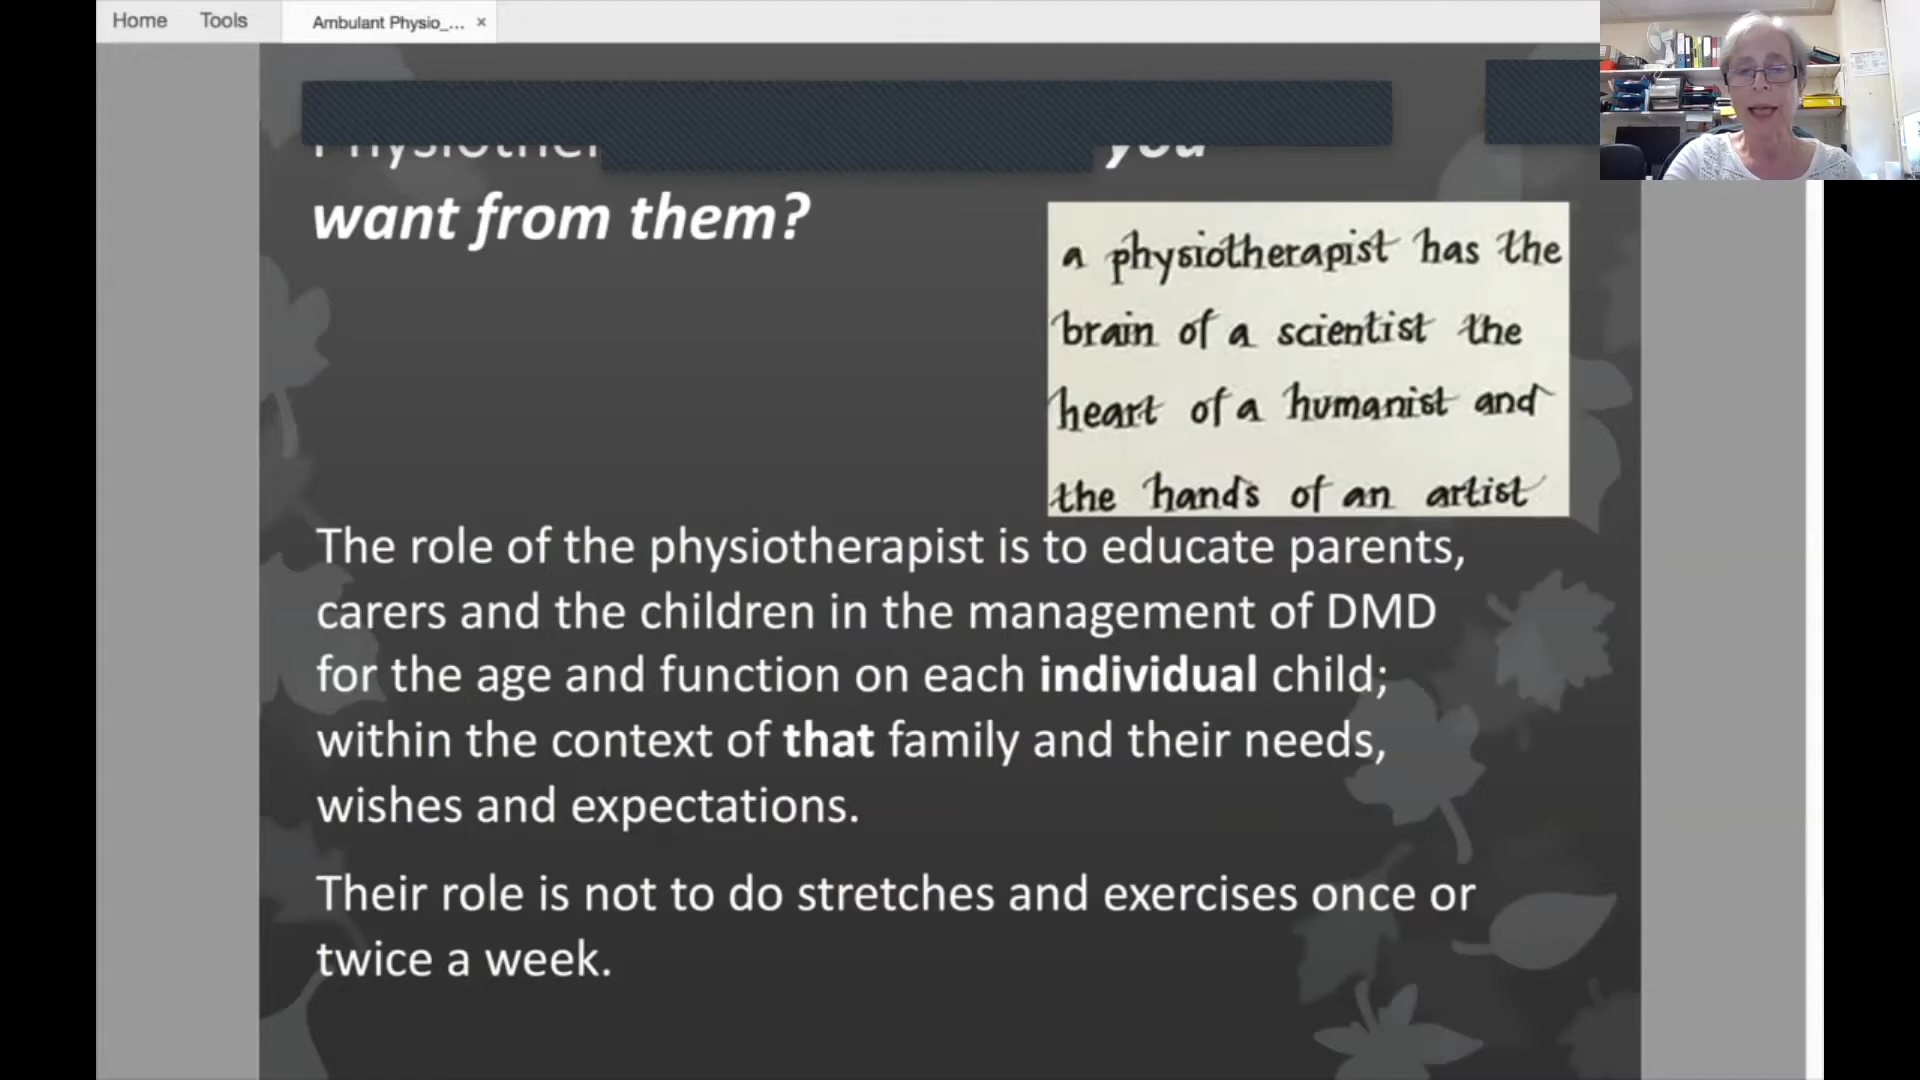 Home Tools Ambulant Physio_... ×
you
want from them?
a physiotherapist has the
brain of a scientist the
heart of a humanist and
the hands of an artist
The role of the physiotherapist is to educate parents,
carers and the children in the management of DMD
for the age and function on each individual child;
within the context of that family and their needs,
wishes and expectations.
Their role is not to do stretches and exercises once or
twice a week.